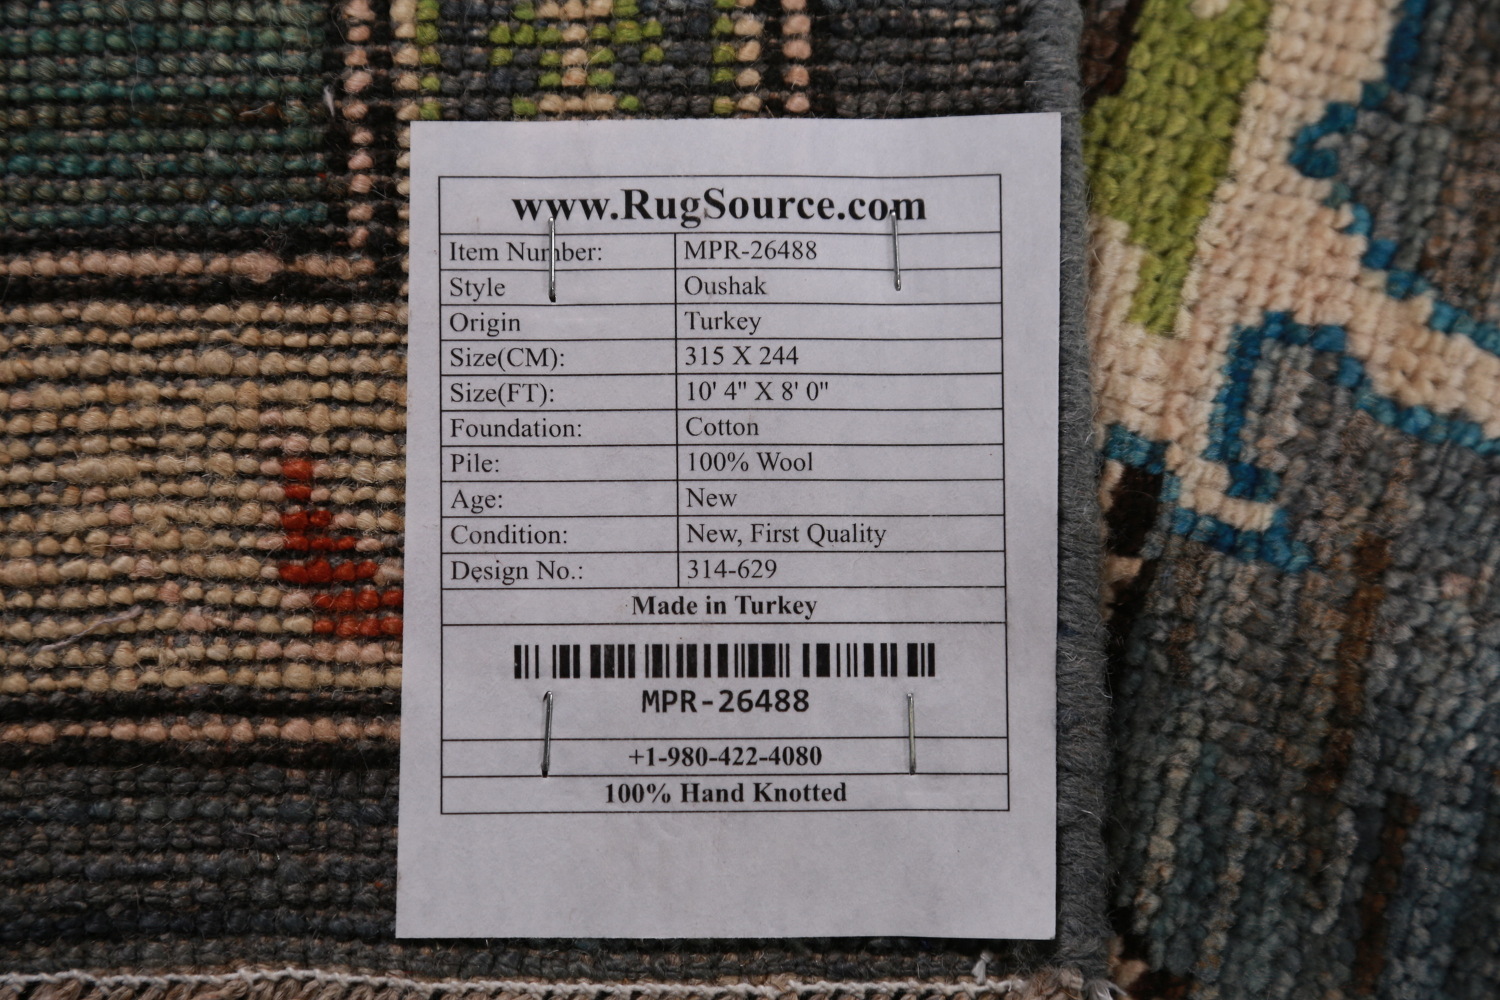 www.RugSource.com
Item Number: MPR-26488
Style Oushak
Origin Turkey
Size(CM): 315 X 244
Size(FT): 10' 4" X 8' 0"
Foundation: Cotton
Pile: 100% Wool
Age: New
Condition: New, First Quality
Design No.: 314-629
Made in Turkey
MPR-26488
+1-980-422-4080
100% Hand Knotted